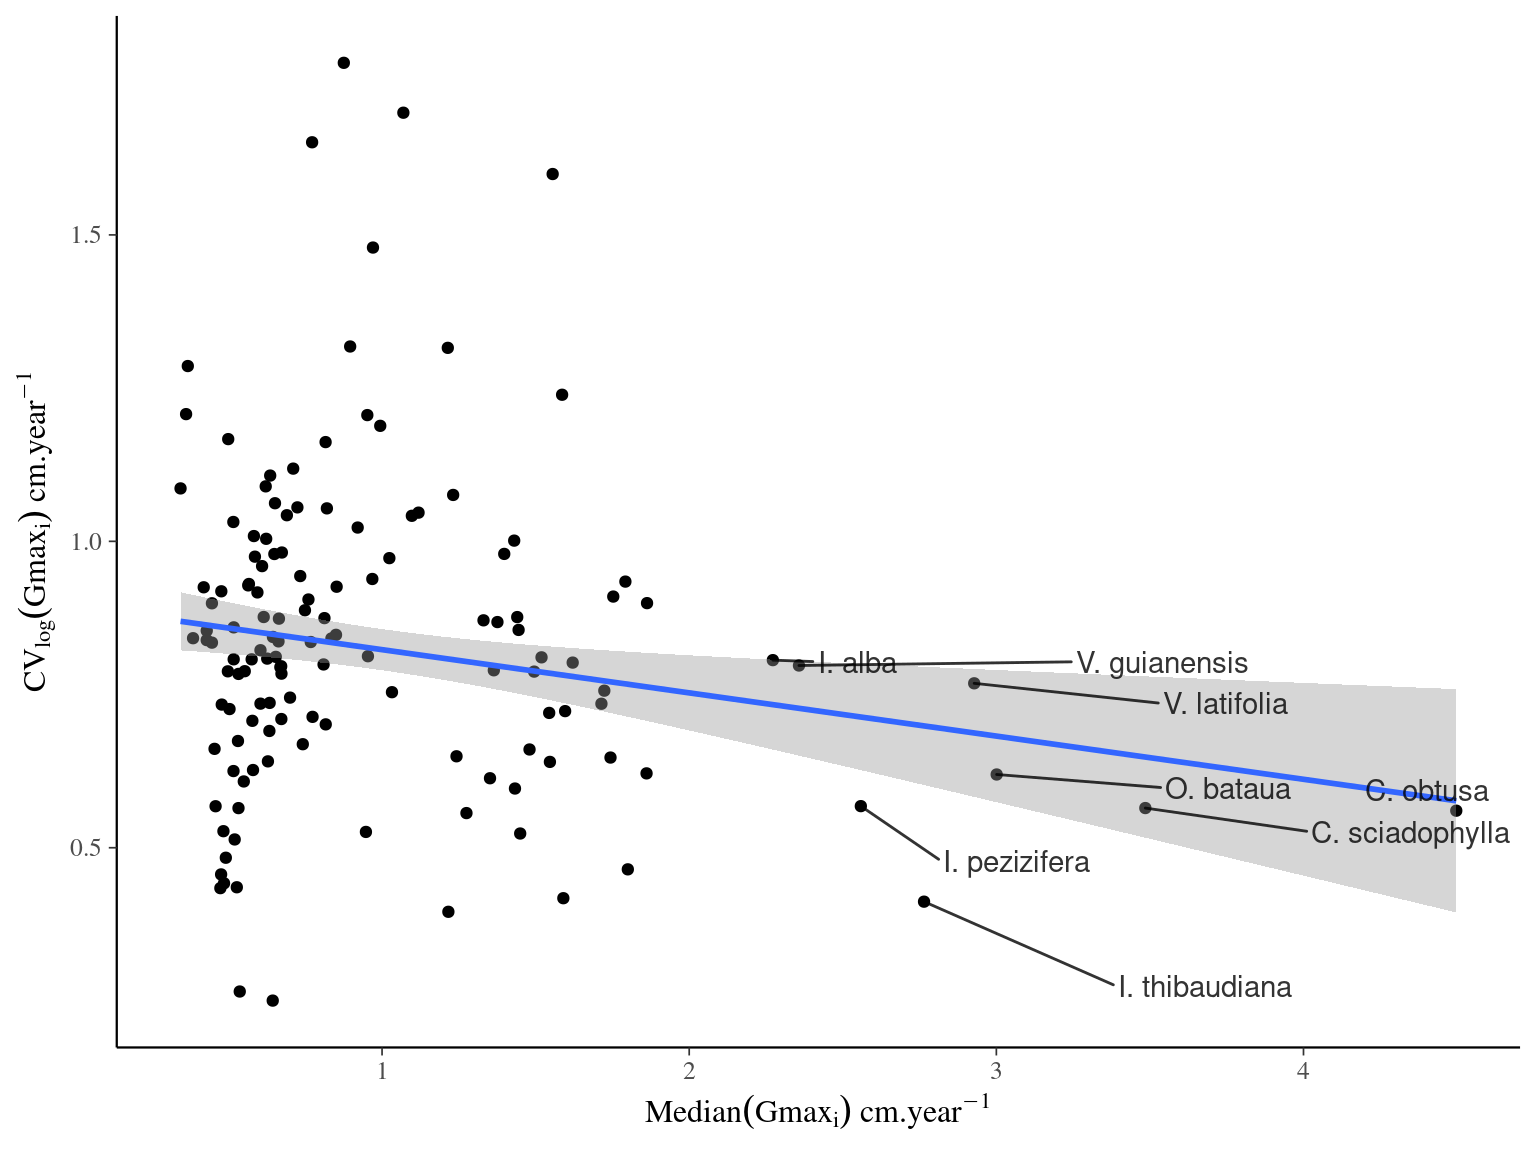 CVlog(Gmaxi) cm.year−1
1.5
1.0
0.5
I. alba
V. guianensis
V. latifolia
O. bataua
C. obtusa
C. sciadophylla
I. pezizifera
I. thibaudiana
1
2
3
4
Median(Gmaxi) cm.year−1